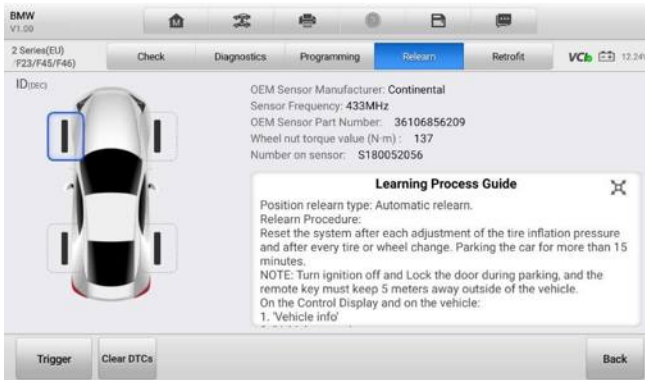 BMW
V1.00
2 Series(EU)
/F23/F45/F46)
Check
Diagnostics
Programming
Relearn
Retrofit
VCI
12.24V
ID(DEC)
OEM Sensor Manufacturer: Continental
Sensor Frequency: 433MHz
OEM Sensor Part Number: 36106856209
Wheel nut torque value (N·m) : 137
Number on sensor: S180052056
Learning Process Guide
Position relearn type: Automatic relearn.
Relearn Procedure:
Reset the system after each adjustment of the tire inflation pressure
and after every tire or wheel change. Parking the car for more than 15
minutes.
NOTE: Turn ignition off and Lock the door during parking, and the
remote key must keep 5 meters away outside of the vehicle.
On the Control Display and on the vehicle:
1. 'Vehicle info'
Trigger
Clear DTCs
Back